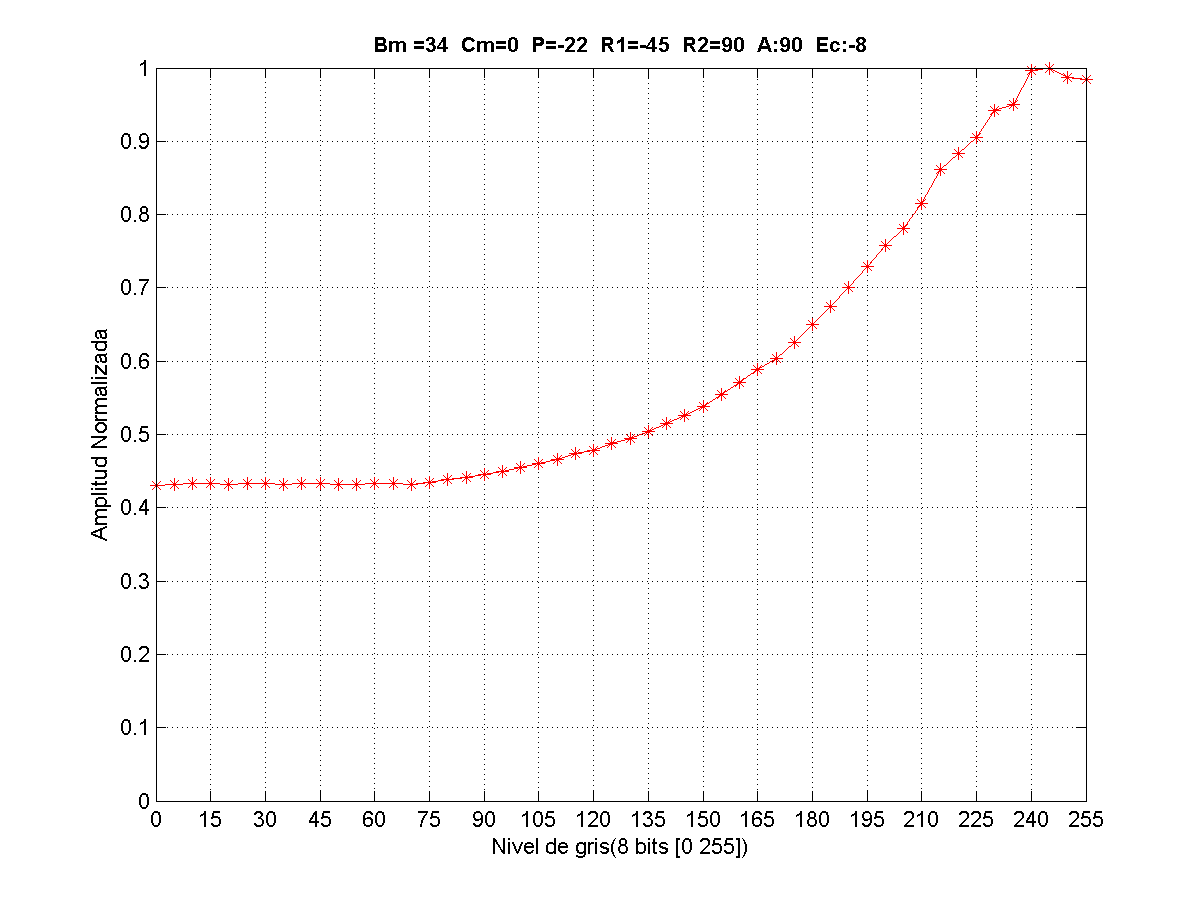 Bm =34 Cm=0 P=-22 R1=-45 R2=90 A:90 Ec:-8
1
0.9
0.8
0.7
0.6
0.5
0.4
0.3
0.2
0.1
0
Amplitud Normalizada
0 15 30 45 60 75 90 105 120 135 150 165 180 195 210 225 240 255
Nivel de gris(8 bits [0 255])